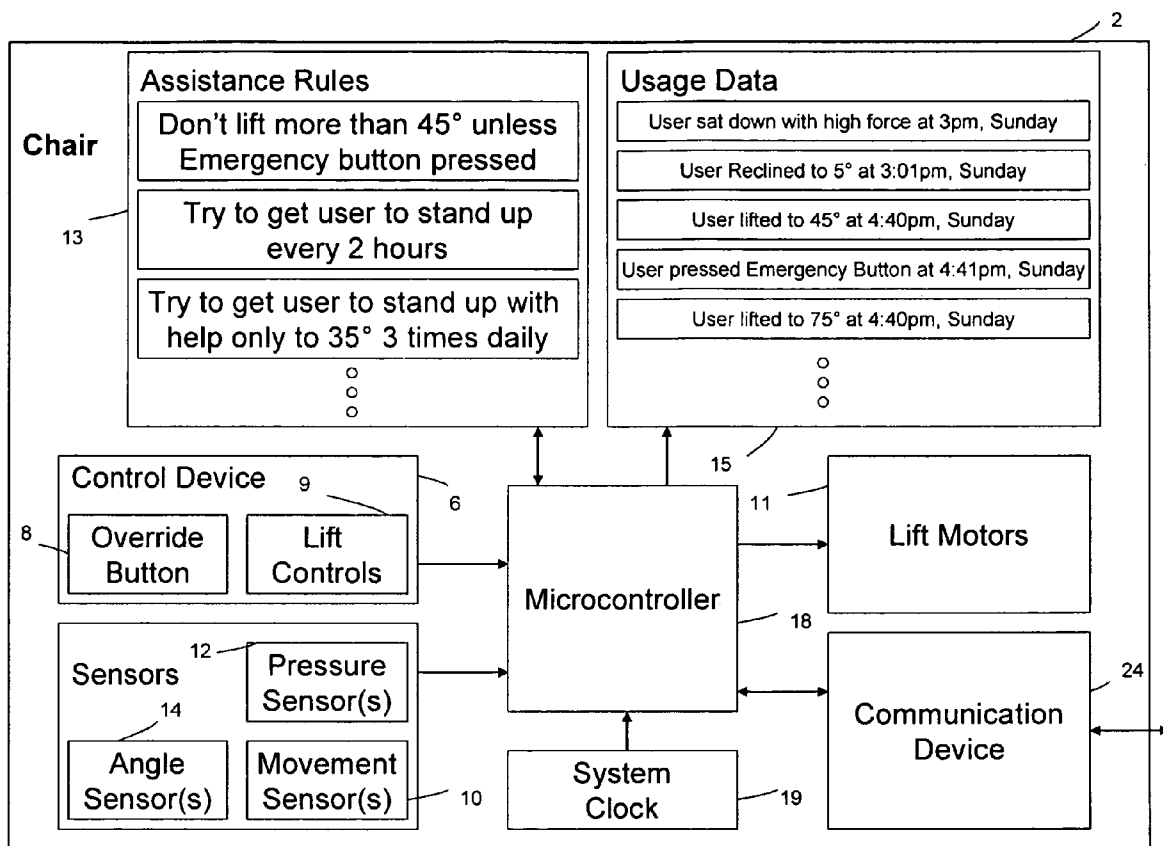 2
Chair
Assistance Rules
Don't lift more than 45° unless
Emergency button pressed
Try to get user to stand up
every 2 hours
Try to get user to stand up with
help only to 35° 3 times daily
13
Usage Data
User sat down with high force at 3pm, Sunday
User Reclined to 5° at 3:01pm, Sunday
User lifted to 45° at 4:40pm, Sunday
User pressed Emergency Button at 4:41pm, Sunday
User lifted to 75° at 4:40pm, Sunday
15
Control Device
9
6
8
Override
Button
Lift
Controls
Microcontroller
18
11
Lift Motors
Sensors
12
Pressure
Sensor(s)
14
Angle
Sensor(s)
Movement
Sensor(s)
10
System
Clock
19
24
Communication
Device